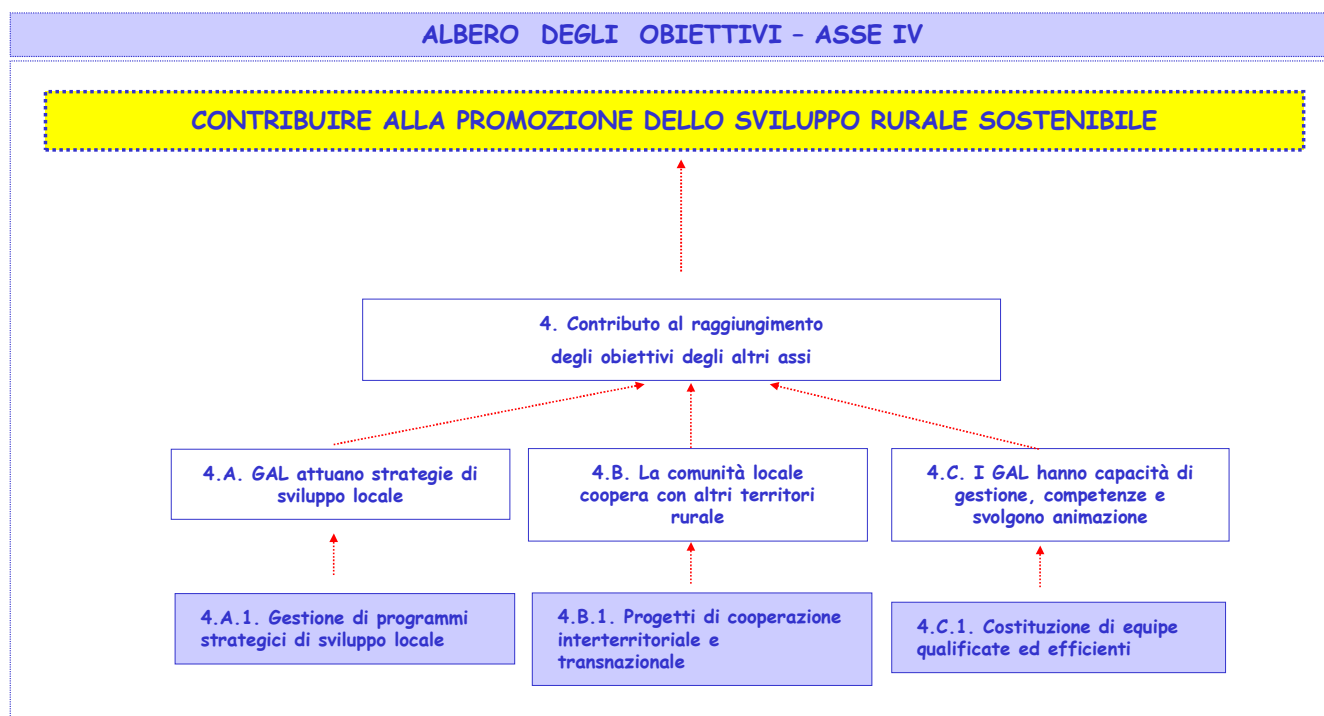 ALBERO DEGLI OBIETTIVI – ASSE IV
CONTRIBUIRE ALLA PROMOZIONE DELLO SVILUPPO RURALE SOSTENIBILE
4. Contributo al raggiungimento
degli obiettivi degli altri assi
4.A. GAL attuano strategie di
sviluppo locale
4.B. La comunità locale
coopera con altri territori
rurale
4.C. I GAL hanno capacità di
gestione, competenze e
svolgono animazione
4.A.1. Gestione di programmi
strategici di sviluppo locale
4.B.1. Progetti di cooperazione
interterritoriale e
transnazionale
4.C.1. Costituzione di equipe
qualificate ed efficienti